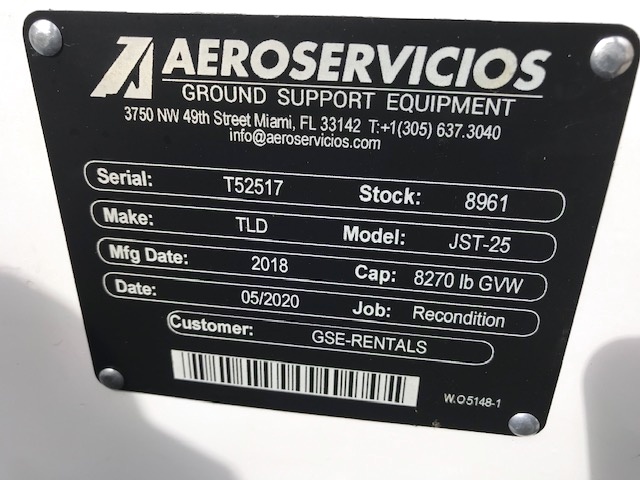 AEROSERVICIOS
GROUND SUPPORT EQUIPMENT
3750 NW 49th Street Miami, FL 33142 T:+1(305) 637.3040
info@aeroservicios.com
Serial: T52517 Stock: 8961
Make: TLD Model: JST-25
Mfg Date: 2018 Cap: 8270 lb GVW
Date: 05/2020 Job: Recondition
Customer: GSE-RENTALS
W.O5148-1